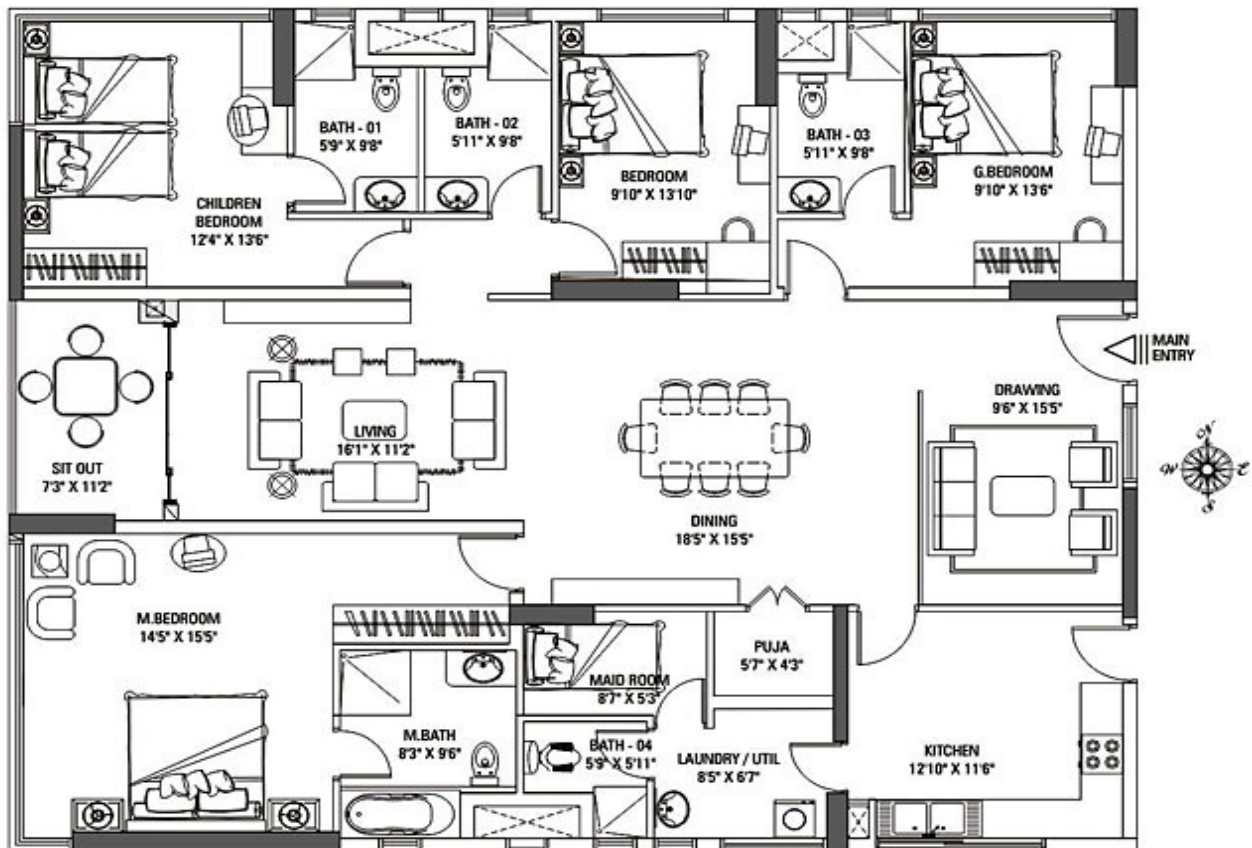 BATH - 01
5'9" X 9'8"
BATH - 02
5'11" X 9'8"
BATH - 03
5'11" X 9'8"
BEDROOM
9'10" X 13'10"
G.BEDROOM
9'10" X 13'6"
CHILDREN
BEDROOM
12'4" X 13'6"
MAIN
ENTRY
DRAWING
9'6" X 15'5"
LIVING
16'1" X 11'2"
SIT OUT
7'3" X 11'2"
N
W
E
S
DINING
18'5" X 15'5"
M.BEDROOM
14'5" X 15'5"
PUJA
5'7" X 4'3"
MAID ROOM
8'7" X 5'3"
M.BATH
8'3" X 9'6"
BATH - 04
5'9" X 5'11"
LAUNDRY / UTIL
8'5" X 6'7"
KITCHEN
12'10" X 11'6"